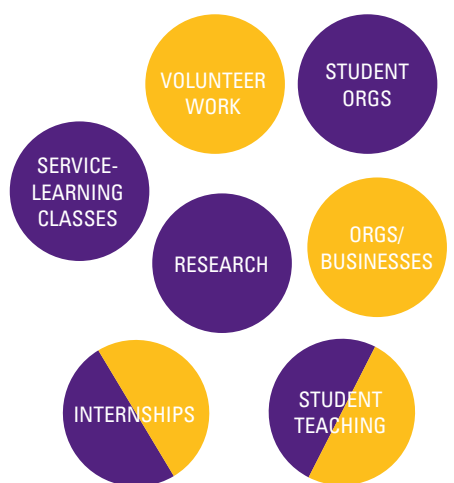 VOLUNTEER
WORK
STUDENT
ORGS
SERVICE-
LEARNING
CLASSES
RESEARCH
ORGS/
BUSINESSES
INTERNSHIPS
STUDENT
TEACHING